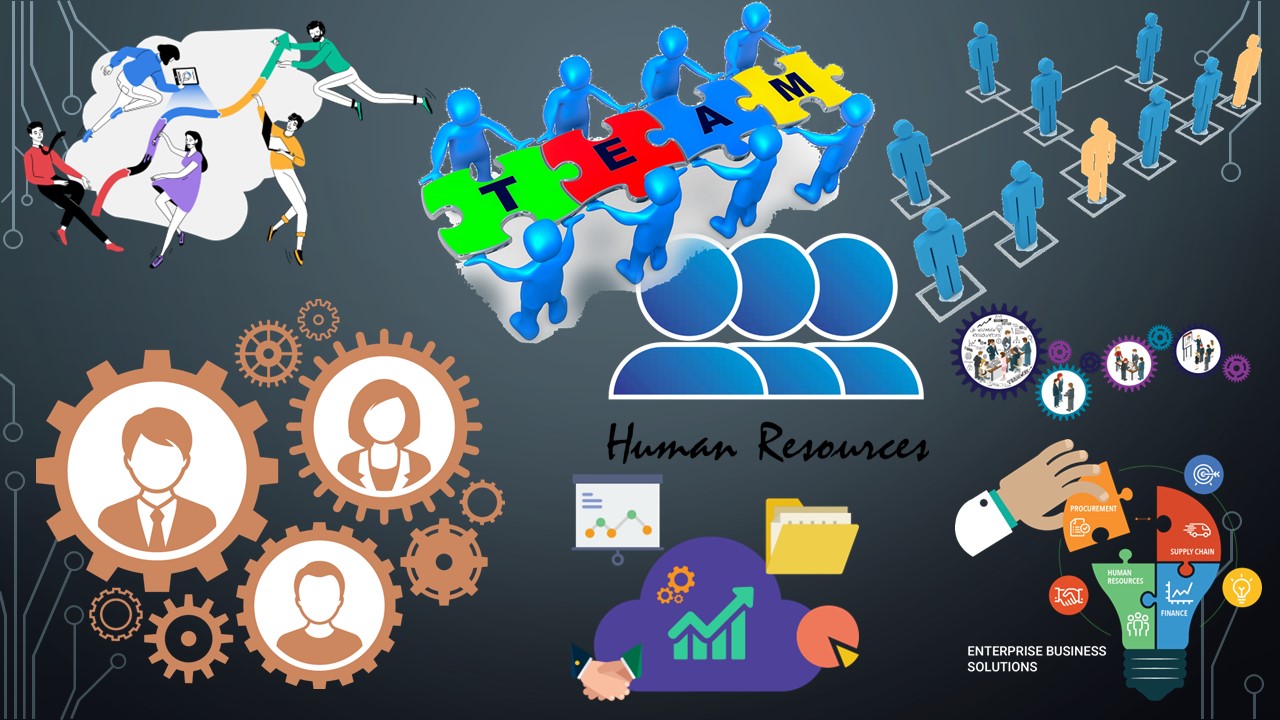 T E A M
Human Resources
PROCUREMENT
SUPPLY CHAIN
HUMAN
RESOURCES
FINANCE
ENTERPRISE BUSINESS
SOLUTIONS